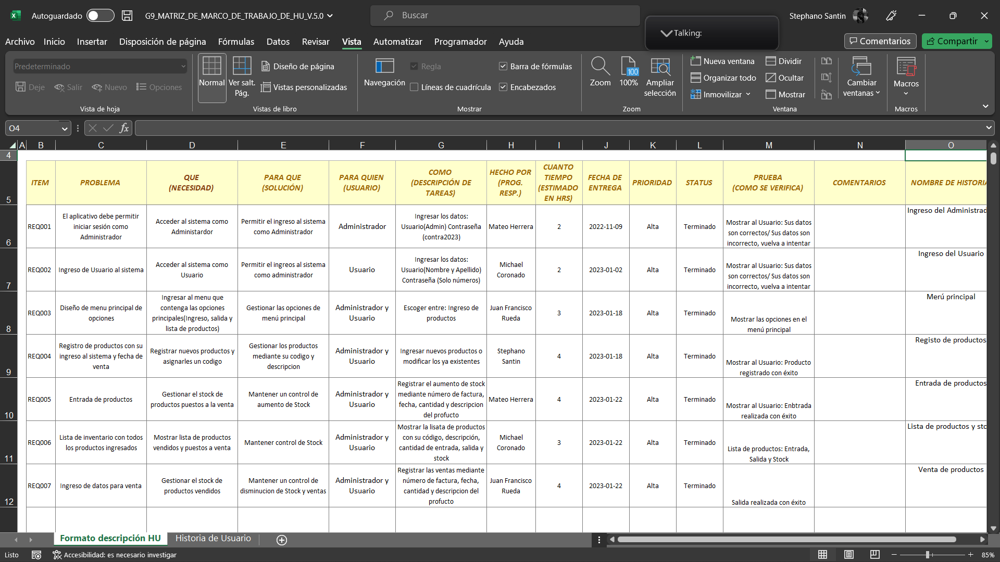 Autoguardado
G9_MATRIZ_DE_MARCO_DE_TRABAJO_DE_HU_V.5.0
Buscar
Stephano Santin
Talking:
Archivo Inicio Insertar Disposición de página Fórmulas Datos Revisar Vista Automatizar Programador Ayuda
Comentarios
Compartir
Predeterminado
Deje Salir Nuevo Opciones
Vista de hoja
Normal
Ver salt. Pág.
Diseño de página
Vistas personalizadas
Vistas de libro
Navegación
Regla
Líneas de cuadrícula
Barra de fórmulas
Encabezados
Mostrar
Zoom
100
100%
Ampliar selección
Zoom
Nueva ventana
Organizar todo
Inmovilizar
Dividir
Ocultar
Mostrar
Cambiar ventanas
Ventana
Macros
Macros
O4
fx
A B C D E F G H I J K L M N O
4
5
ITEM
PROBLEMA
QUE
(NECESIDAD)
PARA QUE
(SOLUCIÓN)
PARA QUIEN
(USUARIO)
COMO
(DESCRIPCIÓN DE
TAREAS)
HECHO POR
(PROG.
RESP.)
CUANTO
TIEMPO
(ESTIMADO
EN HRS)
FECHA DE
ENTREGA
PRIORIDAD
STATUS
PRUEBA
(COMO SE VERIFICA)
COMENTARIOS
NOMBRE DE HISTORIA
6
REQ001
El aplicativo debe permitir
iniciar sesión como
Administrador
Acceder al sistema como
Administardor
Permitir el ingreso al sistema
como Administrador
Administrador
Ingresar los datos:
Usuario(Admin) Contraseña
(contra2023)
Mateo Herrera
2
2022-11-09
Alta
Terminado
Mostrar al Usuario: Sus datos
son correctos/ Sus datos son
incorrecto, vuelva a intentar
Ingreso del Administrad
7
REQ002
Ingreso de Usuario al sistema
Acceder al sistema como
Usuario
Permitir el ingreos al sistema
como administrador
Usuario
Ingresar los datos:
Usuario(Nombre y Apellido)
Contraseña (Solo números)
Michael
Coronado
2
2023-01-02
Alta
Terminado
Mostrar al Usuario: Sus datos
son correctos/ Sus datos son
incorrecto, vuelva a intentar
Ingreso del Usuario
8
REQ003
Diseño de menu principal de
opciones
Ingresar al menu que
contenga las opciones
principales(Ingreso, salida y
lista de productos)
Gestionar las opciones de
menú principal
Administrador y
Usuario
Escoger entre: Ingreso de
productos
Juan Francisco
Rueda
3
2023-01-18
Alta
Terminado
Mostrar las opciones en el
menú principal
Merú principal
9
REQ004
Registro de productos con su
ingreso al sistema y fecha de
venta
Registrar nuevos productos y
asignarles un codigo
Gestionar los productos
mediante su codigo y
descripcion
Administrador y
Usuario
Ingresar nuevos productos o
modificar los ya existentes
Stephano
Santin
4
2023-01-18
Alta
Terminado
Mostrar al Usuario: Producto
registrado con éxito
Registo de productos
10
REQ005
Entrada de productos
Gestionar el stock de
productos puestos a la venta
Mantener un control de
aumento de Stock
Administrador y
Usuario
Registrar el aumento de stock
mediante número de factura,
fecha, cantidad y descripcion
del profucto
Mateo Herrera
4
2023-01-22
Alta
Terminado
Mostrar al Usuario: Enbtrada
realizada con éxito
Entrada de productos
11
REQ006
Lista de inventario con todos
los productos ingresados
Mostrar lista de productos
vendidos y puestos a venta
Mantener control de Stock
Administrador y
Usuario
Mostrar la lisata de productos
con su código, descripción,
cantidad de entrada, salida y
stock
Michael
Coronado
3
2023-01-22
Alta
Terminado
Lista de productos: Entrada,
Salida y Stock
Lista de productos y sto
12
REQ007
Ingreso de datos para venta
Gestionar el stock de
productos vendidos
Mantener un control de
disminucion de Stock y ventas
Administrador y
Usuario
Registrar las ventas mediante
número de factura, fecha,
cantidad y descripcion del
profucto
Juan Francisco
Rueda
4
2023-01-22
Alta
Terminado
Salida realizada con éxito
Venta de productos
Formato descripción HU
Historia de Usuario
Listo
Accesibilidad: es necesario investigar
85%